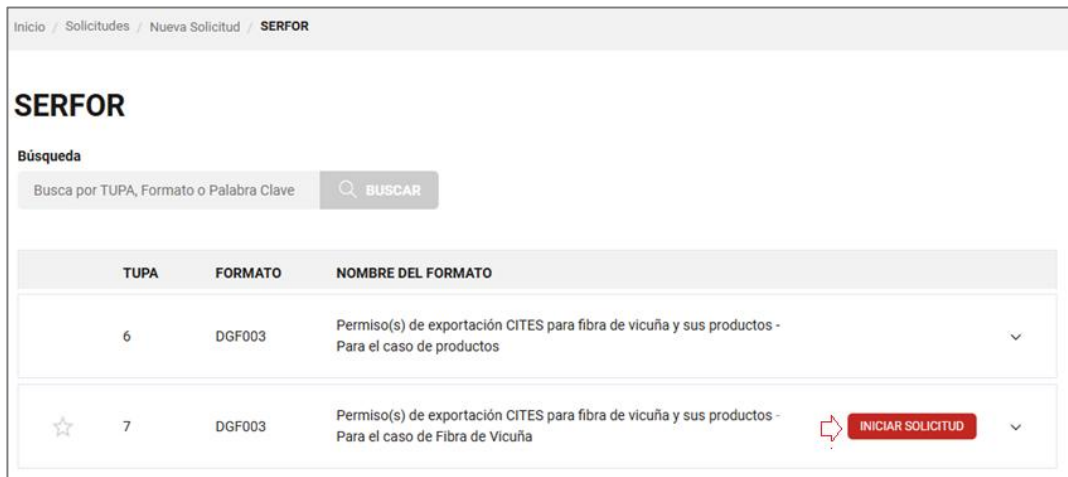 Inicio / Solicitudes / Nueva Solicitud / SERFOR
SERFOR
Búsqueda
Busca por TUPA, Formato o Palabra Clave BUSCAR
TUPA FORMATO NOMBRE DEL FORMATO
6 DGF003 Permiso(s) de exportación CITES para fibra de vicuña y sus productos -
Para el caso de productos
7 DGF003 Permiso(s) de exportación CITES para fibra de vicuña y sus productos -
Para el caso de Fibra de Vicuña
INICIAR SOLICITUD